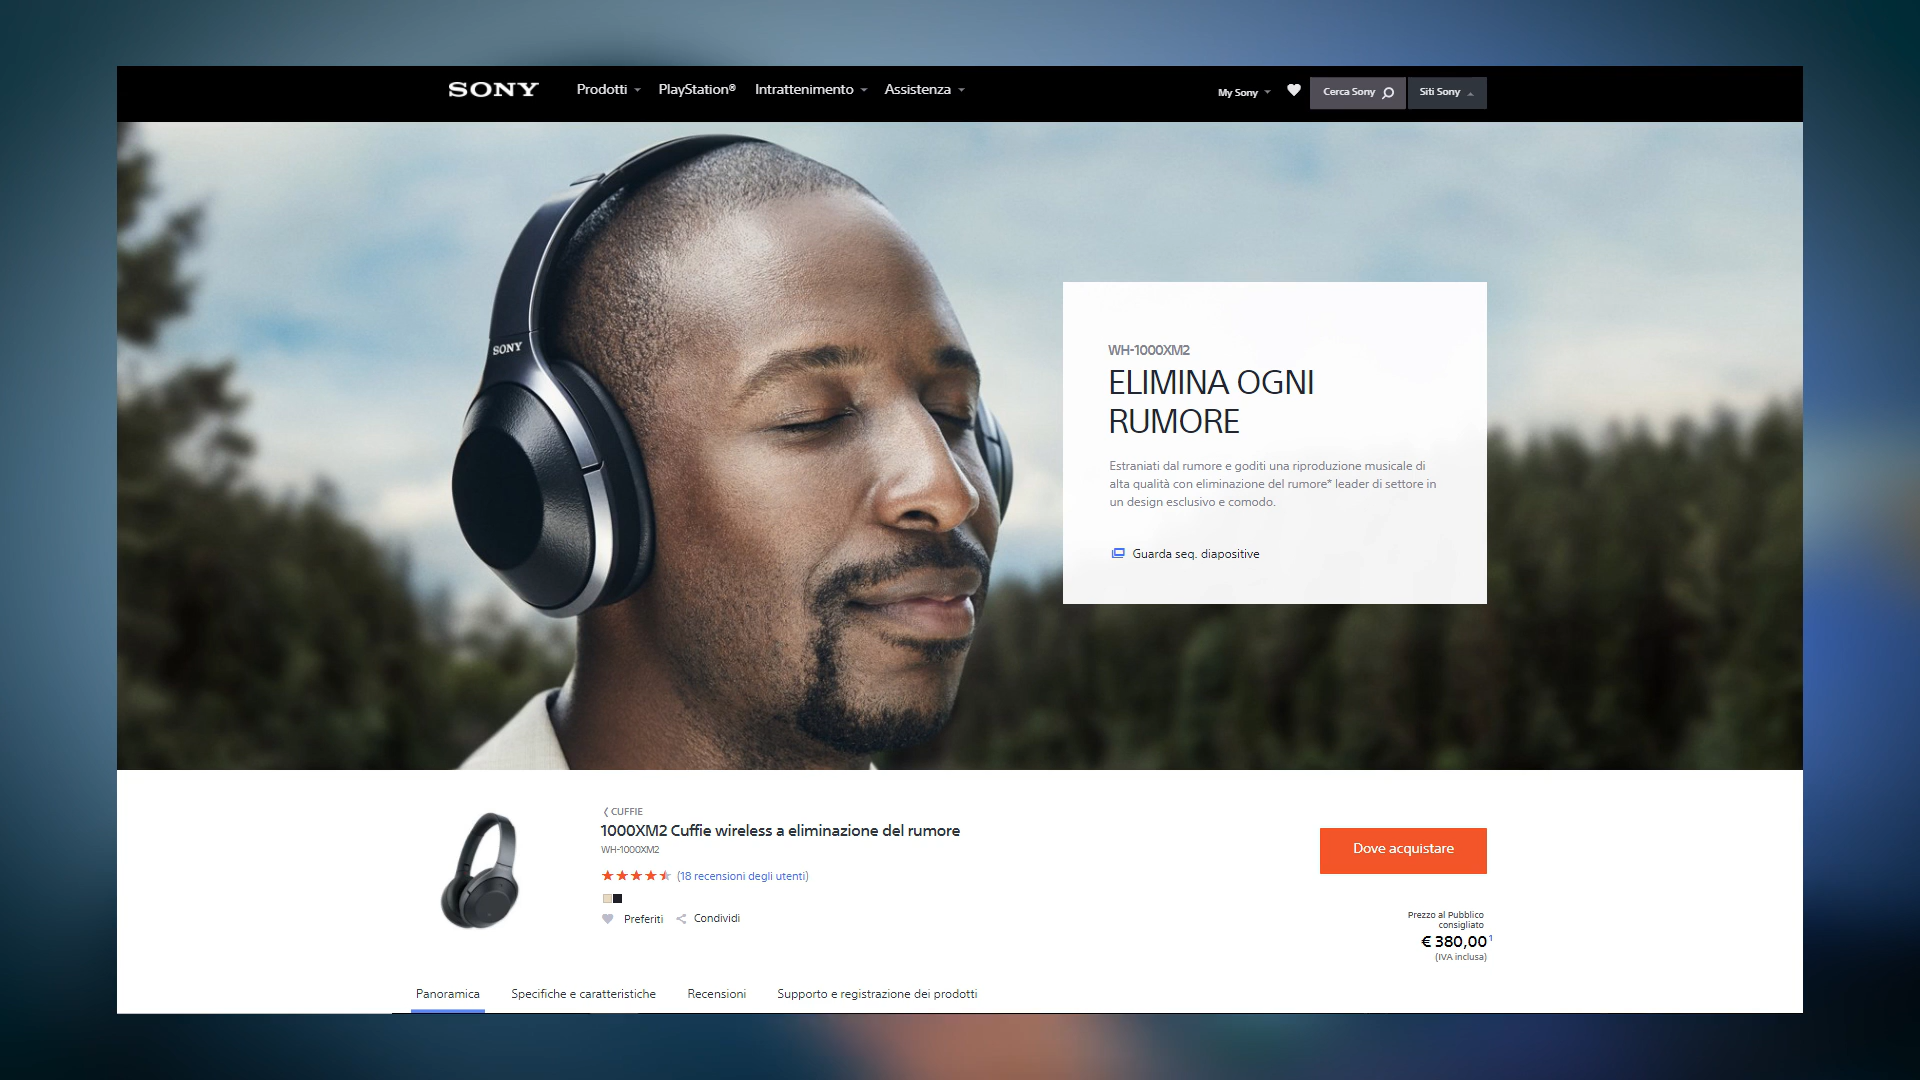 SONY
Prodotti
PlayStation®
Intrattenimento
Assistenza
My Sony
Cerca Sony
Siti Sony
SONY
WH-1000XM2
ELIMINA OGNI
RUMORE
Estraniati dal rumore e goditi una riproduzione musicale di
alta qualità con eliminazione del rumore* leader di settore in
un design esclusivo e comodo.
Guarda seq. diapositive
CUFFIE
1000XM2 Cuffie wireless a eliminazione del rumore
WH-1000XM2
(18 recensioni degli utenti)
Preferiti
Condividi
Dove acquistare
Prezzo al Pubblico
consigliato
€ 380,00¹
(IVA inclusa)
Panoramica
Specifiche e caratteristiche
Recensioni
Supporto e registrazione dei prodotti